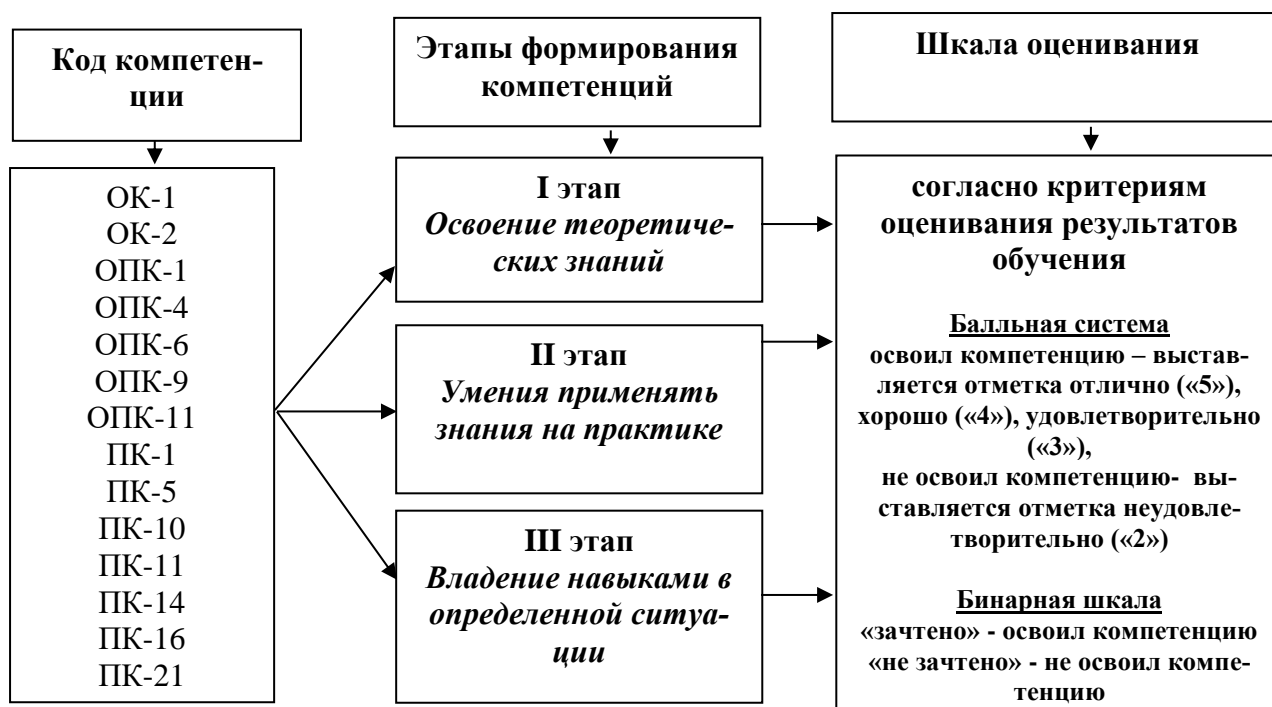 Код компетен-
ции
ОК-1
ОК-2
ОПК-1
ОПК-4
ОПК-6
ОПК-9
ОПК-11
ПК-1
ПК-5
ПК-10
ПК-11
ПК-14
ПК-16
ПК-21
Этапы формирования
компетенций
I этап
Освоение теоретиче-
ских знаний
II этап
Умения применять
знания на практике
III этап
Владение навыками в
определенной ситуа-
ции
Шкала оценивания
согласно критериям
оценивания результатов
обучения
Балльная система
освоил компетенцию – выстав-
ляется отметка отлично («5»),
хорошо («4»), удовлетворительно
(«3»),
не освоил компетенцию- вы-
ставляется отметка неудовле-
творительно («2»)
Бинарная шкала
«зачтено» - освоил компетенцию
«не зачтено» - не освоил компе-
тенцию